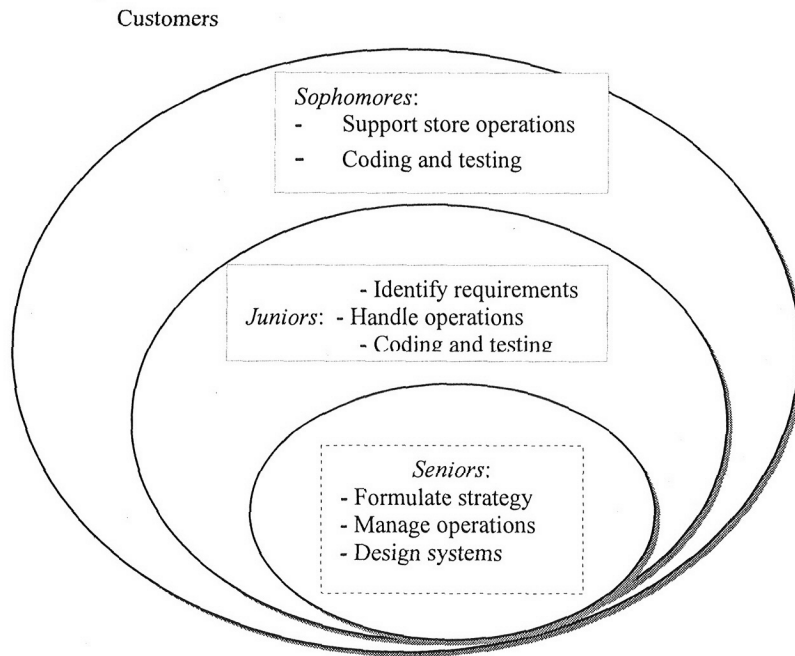 Customers
Sophomores:
- Support store operations
- Coding and testing
- Identify requirements
Juniors: - Handle operations
- Coding and testing
Seniors:
- Formulate strategy
- Manage operations
- Design systems